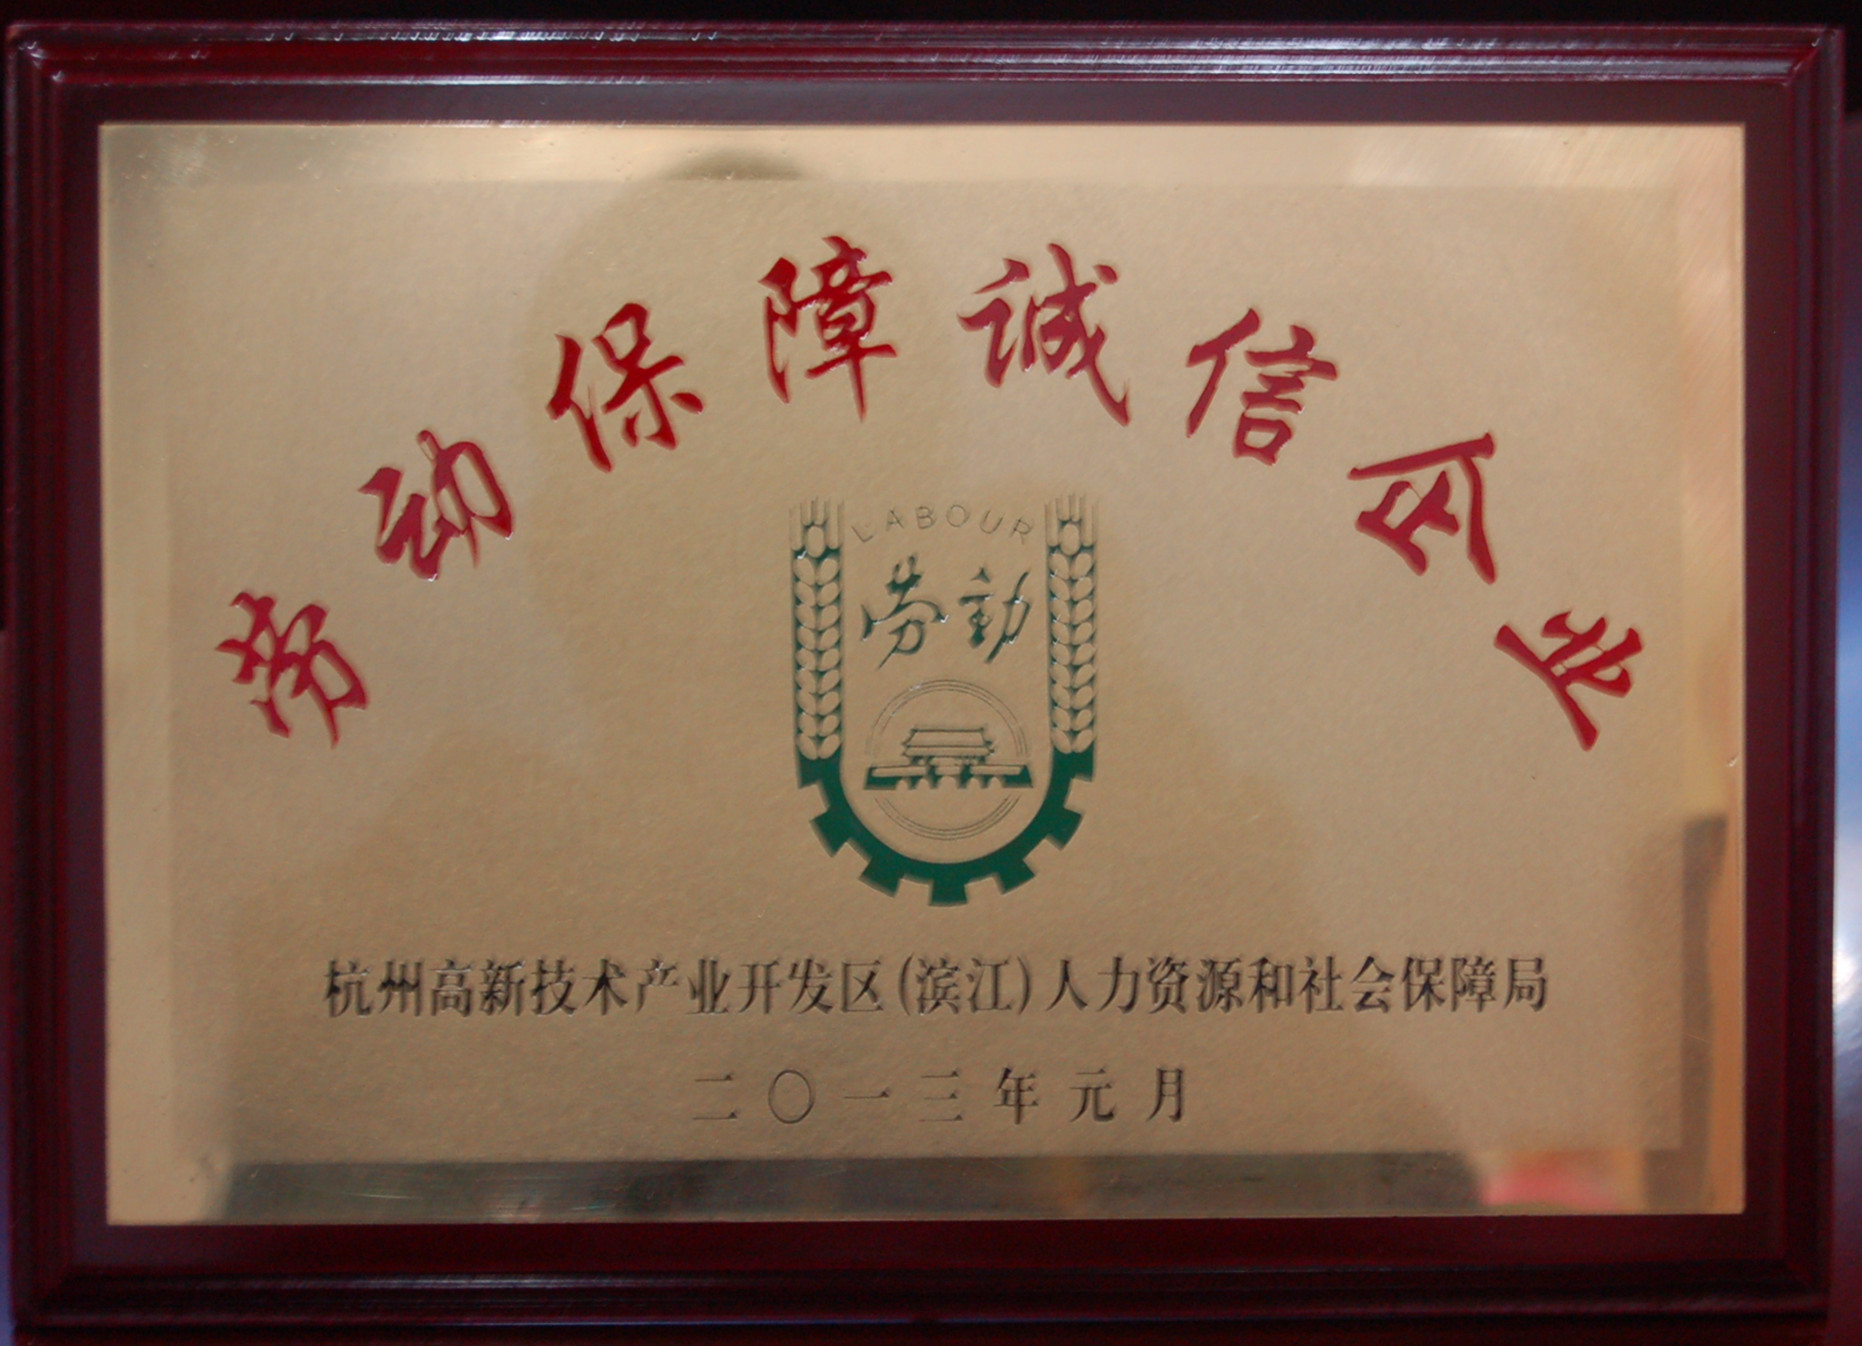 劳动保障诚信企业
LABOUR
劳動
杭州高新技术产业开发区(滨江)人力资源和社会保障局
二〇一三年元月